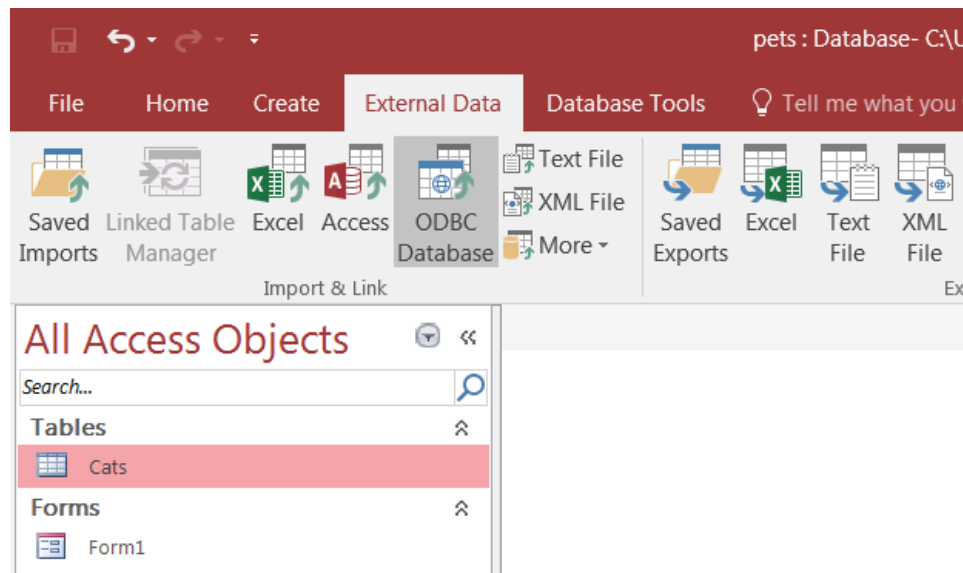 pets : Database- C:\U
File Home Create External Data Database Tools Tell me what you
Saved Imports
Linked Table Manager
Excel
Access
ODBC Database
Text File
XML File
More
Saved Exports
Excel
Text File
XML File
Import & Link
Ex
All Access Objects
Search...
Tables
Cats
Forms
Form1